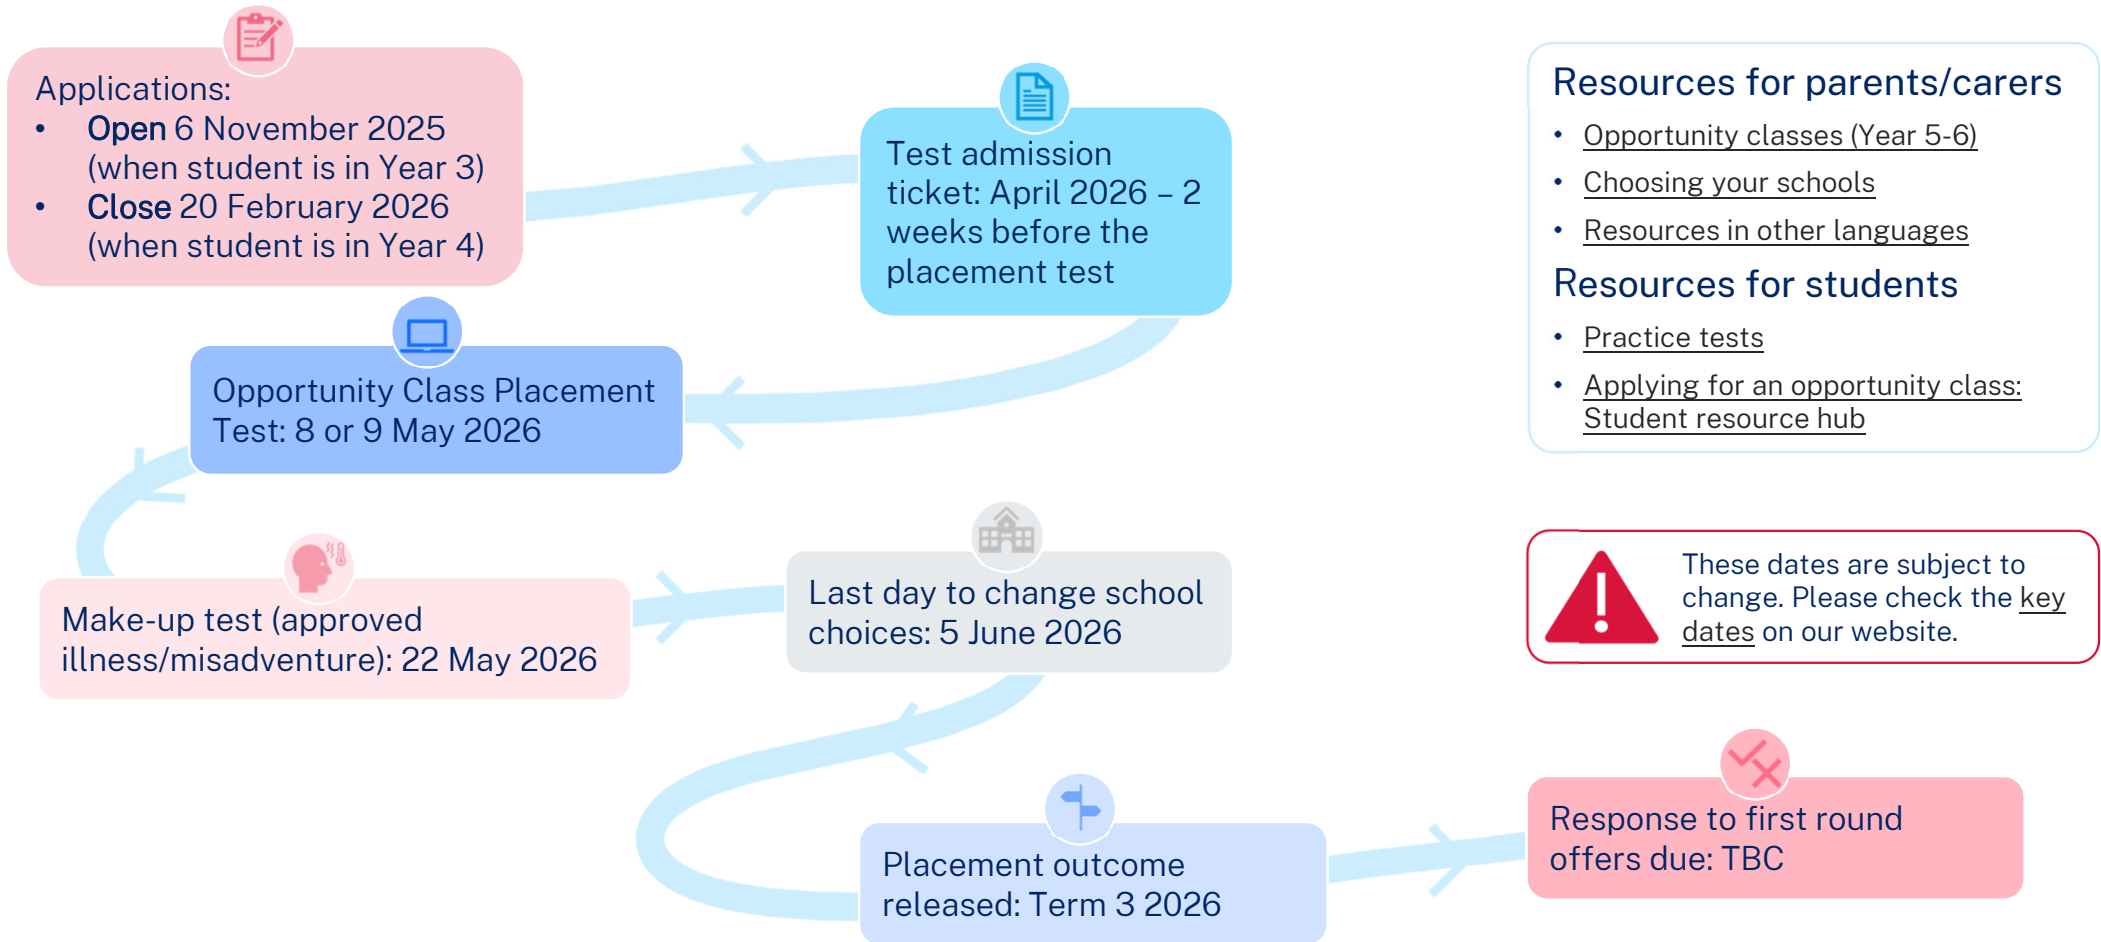 Applications:
• Open 6 November 2025
(when student is in Year 3)
• Close 20 February 2026
(when student is in Year 4)
Test admission
ticket: April 2026 – 2
weeks before the
placement test
Opportunity Class Placement
Test: 8 or 9 May 2026
Make-up test (approved
illness/misadventure): 22 May 2026
Last day to change school
choices: 5 June 2026
Placement outcome
released: Term 3 2026
Response to first round
offers due: TBC
Resources for parents/carers
• Opportunity classes (Year 5-6)
• Choosing your schools
• Resources in other languages
Resources for students
• Practice tests
• Applying for an opportunity class:
Student resource hub
These dates are subject to
change. Please check the key
dates on our website.